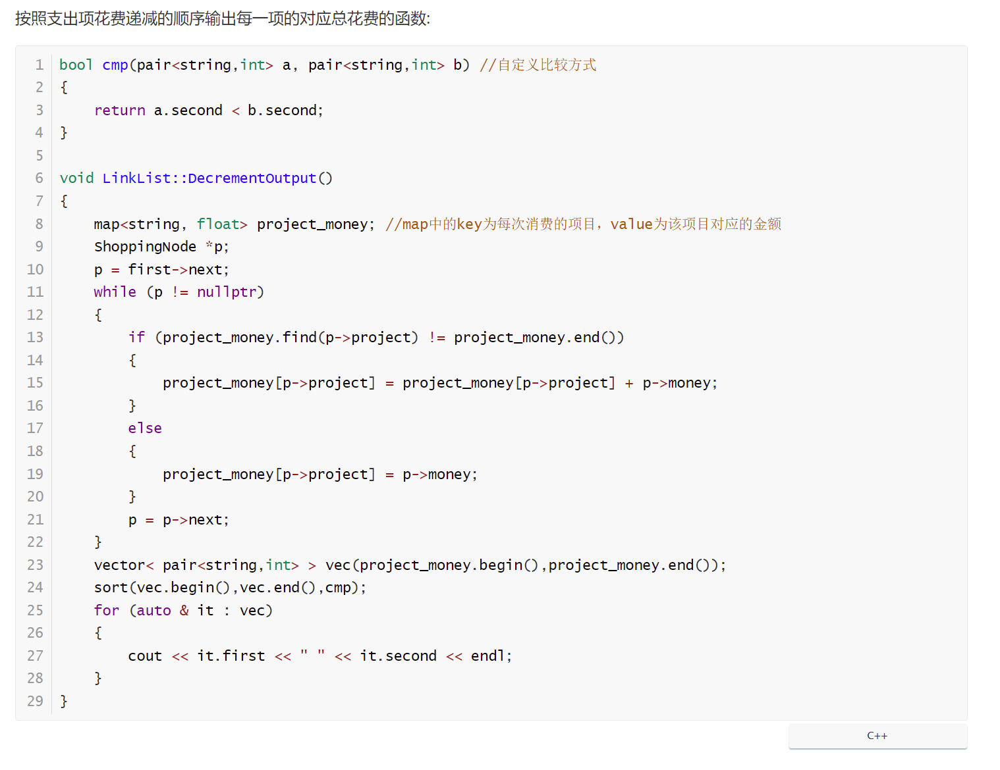 按照支出项花费递减的顺序输出每一项的对应总花费的函数:
1 bool cmp(pair<string,int> a, pair<string,int> b) //自定义比较方式
2 {
3     return a.second < b.second;
4 }
5
6 void LinkList::DecrementOutput()
7 {
8     map<string, float> project_money; //map中的key为每次消费的项目，value为该项目对应的金额
9     ShoppingNode *p;
10     p = first->next;
11     while (p != nullptr)
12     {
13         if (project_money.find(p->project) != project_money.end())
14         {
15             project_money[p->project] = project_money[p->project] + p->money;
16         }
17         else
18         {
19             project_money[p->project] = p->money;
20         }
21         p = p->next;
22     }
23     vector< pair<string,int> > vec(project_money.begin(),project_money.end());
24     sort(vec.begin(),vec.end(),cmp);
25     for (auto & it : vec)
26     {
27         cout << it.first << " " << it.second << endl;
28     }
29 }
C++